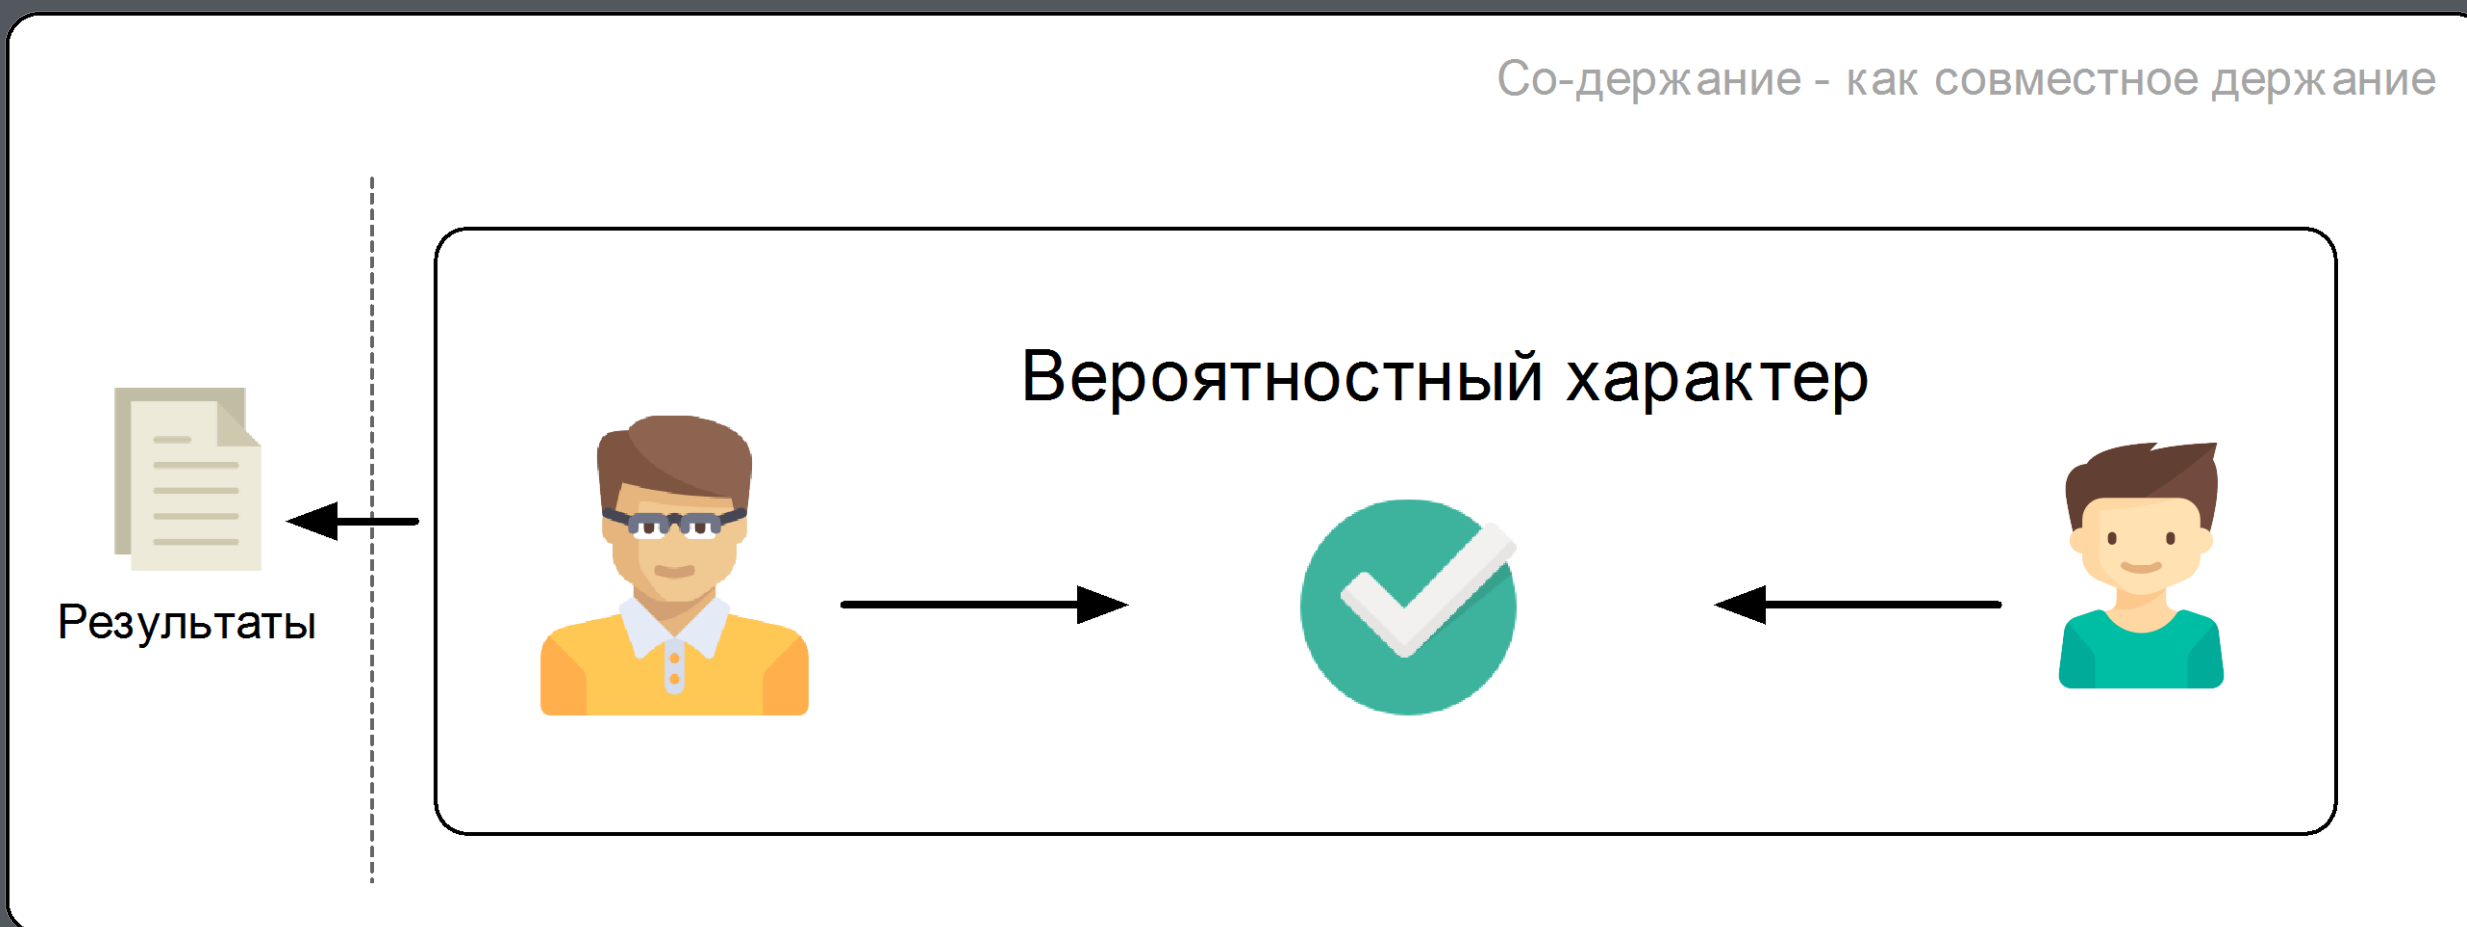 Со-держание - как совместное держание
Вероятностный характер
Результаты